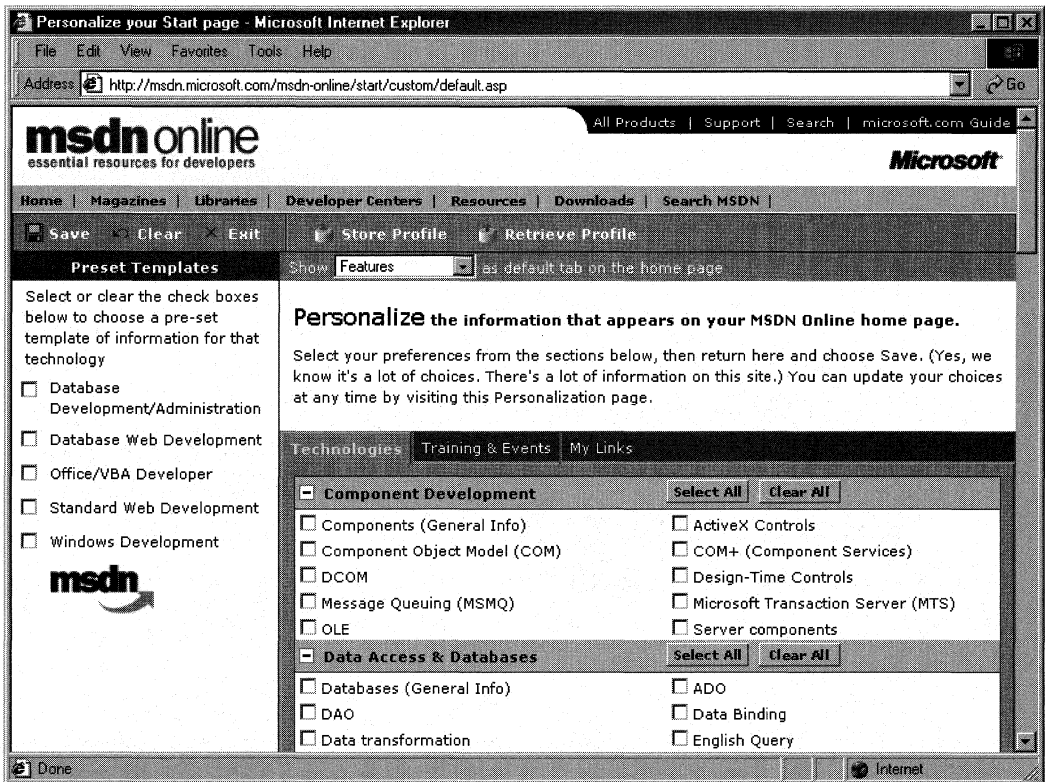 Personalize your Start page - Microsoft Internet Explorer
File Edit View Favorites Tools Help
Address http://msdn.microsoft.com/msdn-online/start/custom/default.asp Go
All Products | Support | Search | microsoft.com Guide
msdn online
essential resources for developers
Microsoft
Home | Magazines | Libraries | Developer Centers | Resources | Downloads | Search MSDN |
Save Clear Exit Store Profile Retrieve Profile
Preset Templates
Show Features as default tab on the home page
Select or clear the check boxes
below to choose a pre-set
template of information for that
technology
Database
Development/Administration
Database Web Development
Office/VBA Developer
Standard Web Development
Windows Development
msdn
Personalize the information that appears on your MSDN Online home page.
Select your preferences from the sections below, then return here and choose Save. (Yes, we
know it's a lot of choices. There's a lot of information on this site.) You can update your choices
at any time by visiting this Personalization page.
Technologies Training & Events My Links
Component Development Select All Clear All
Components (General Info) ActiveX Controls
Component Object Model (COM) COM+ (Component Services)
DCOM Design-Time Controls
Message Queuing (MSMQ) Microsoft Transaction Server (MTS)
OLE Server components
Data Access & Databases Select All Clear All
Databases (General Info) ADO
DAO Data Binding
Data transformation English Query
Done Internet